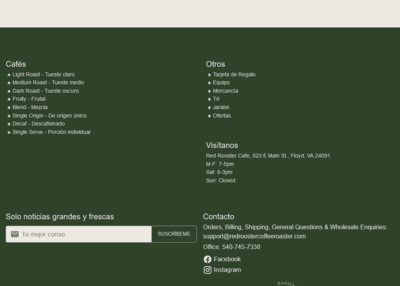 Cafés
Light Roast - Tueste claro
Medium Roast - Tueste medio
Dark Roast - Tueste oscuro
Fruity - Frutal
Blend - Mezcla
Single Origin - De origen único
Decaf - Descafeinado
Single Serve - Porción individual
Otros
Tarjeta de Regalo
Equipo
Mercancía
Té
Jarabe
Ofertas
Visítanos
Red Rooster Cafe, 823 E Main St., Floyd, VA 24091
M-F: 7-5pm
Sat: 8-3pm
Sun: Closed
Solo noticias grandes y frescas
Tu mejor correo
SUSCRÍBEME
Contacto
Orders, Billing, Shipping, General Questions & Wholesale Enquiries:
support@redroostercoffeeroaster.com
Office: 540-745-7338
Facebook
Instagram